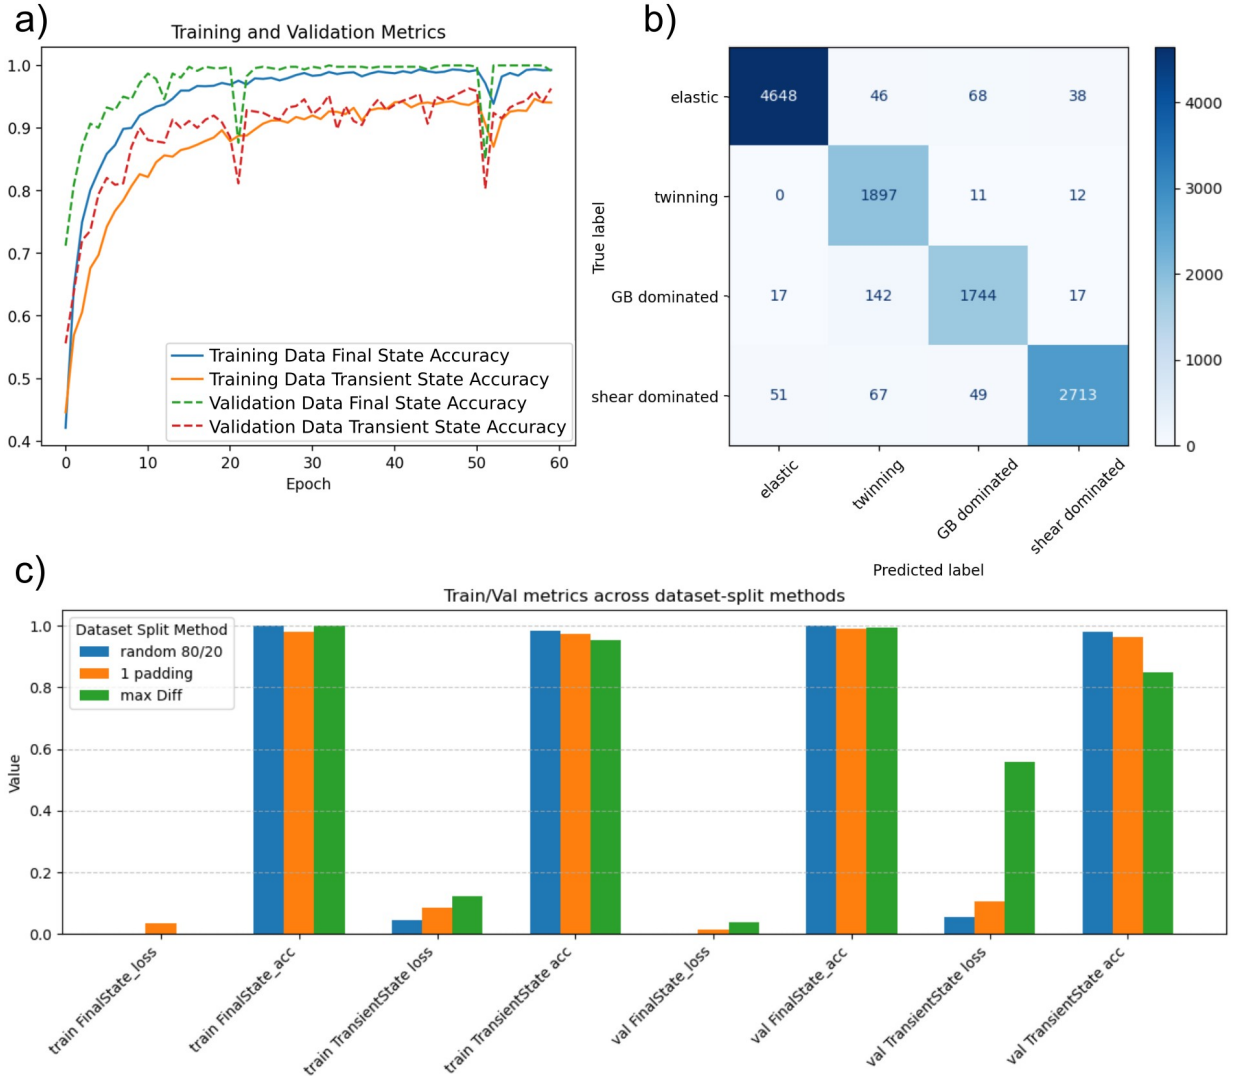 a)
Training and Validation Metrics
1.0
0.9
0.8
0.7
0.6
0.5
0.4
0 10 20 30 40 50 60
Epoch
Training Data Final State Accuracy
Training Data Transient State Accuracy
Validation Data Final State Accuracy
Validation Data Transient State Accuracy
b)
True label
elastic 4648 46 68 38
twinning 0 1897 11 12
GB dominated 17 142 1744 17
shear dominated 51 67 49 2713
elastic
twinning
GB dominated
shear dominated
Predicted label
4000
3000
2000
1000
0
c)
Train/Val metrics across dataset-split methods
Dataset Split Method
random 80/20
1 padding
max Diff
Value
1.0
0.8
0.6
0.4
0.2
0.0
train FinalState_loss
train FinalState_acc
train TransientState loss
train TransientState acc
val FinalState_loss
val FinalState_acc
val TransientState loss
val TransientState acc